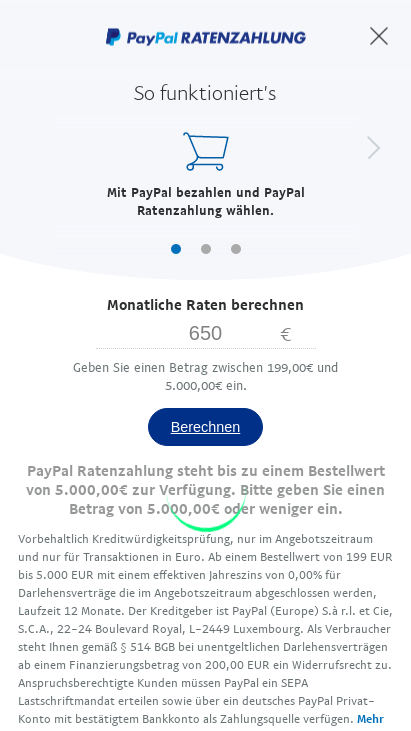 PayPal RATENZAHLUNG
So funktioniert's
Mit PayPal bezahlen und PayPal
Ratenzahlung wählen.
Monatliche Raten berechnen
650 €
Geben Sie einen Betrag zwischen 199,00€ und
5.000,00€ ein.
Berechnen
PayPal Ratenzahlung steht bis zu einem Bestellwert
von 5.000,00€ zur Verfügung. Bitte geben Sie einen
Betrag von 5.000,00€ oder weniger ein.
Vorbehaltlich Kreditwürdigkeitsprüfung, nur im Angebotszeitraum
und nur für Transaktionen in Euro. Ab einem Bestellwert von 199 EUR
bis 5.000 EUR mit einem effektiven Jahreszins von 0,00% für
Darlehensverträge die im Angebotszeitraum abgeschlossen werden,
Laufzeit 12 Monate. Der Kreditgeber ist PayPal (Europe) S.à r.l. et Cie,
S.C.A., 22-24 Boulevard Royal, L-2449 Luxembourg. Als Verbraucher
steht Ihnen gemäß § 514 BGB bei unentgeltlichen Darlehensverträgen
ab einem Finanzierungsbetrag von 200,00 EUR ein Widerrufsrecht zu.
Anspruchsberechtigte Kunden müssen PayPal ein SEPA
Lastschriftmandat erteilen sowie über ein deutsches PayPal Privat-
Konto mit bestätigtem Bankkonto als Zahlungsquelle verfügen. Mehr